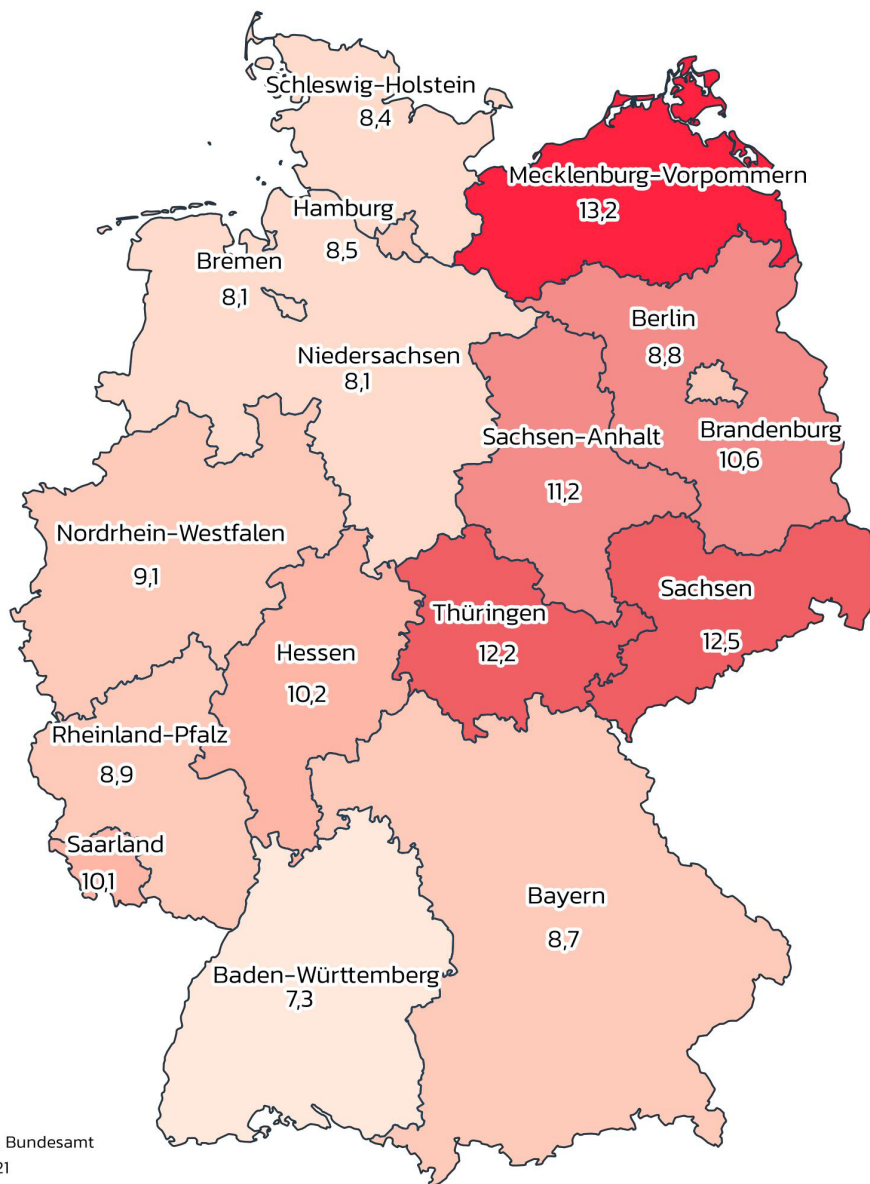 Schleswig-Holstein
8,4
Mecklenburg-Vorpommern
13,2
Hamburg
8,5
Bremen
8,1
Berlin
8,8
Niedersachsen
8,1
Sachsen-Anhalt
11,2
Brandenburg
10,6
Nordrhein-Westfalen
9,1
Sachsen
12,5
Thüringen
12,2
Hessen
10,2
Rheinland-Pfalz
8,9
Saarland
10,1
Bayern
8,7
Baden-Württemberg
7,3
Bundesamt
21